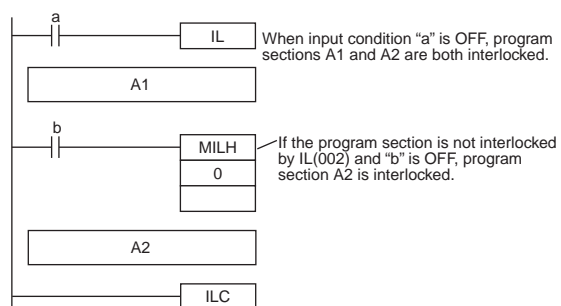 a
IL
When input condition “a” is OFF, program
sections A1 and A2 are both interlocked.
A1
b
MILH
If the program section is not interlocked
by IL(002) and “b” is OFF, program
section A2 is interlocked.
0
A2
ILC